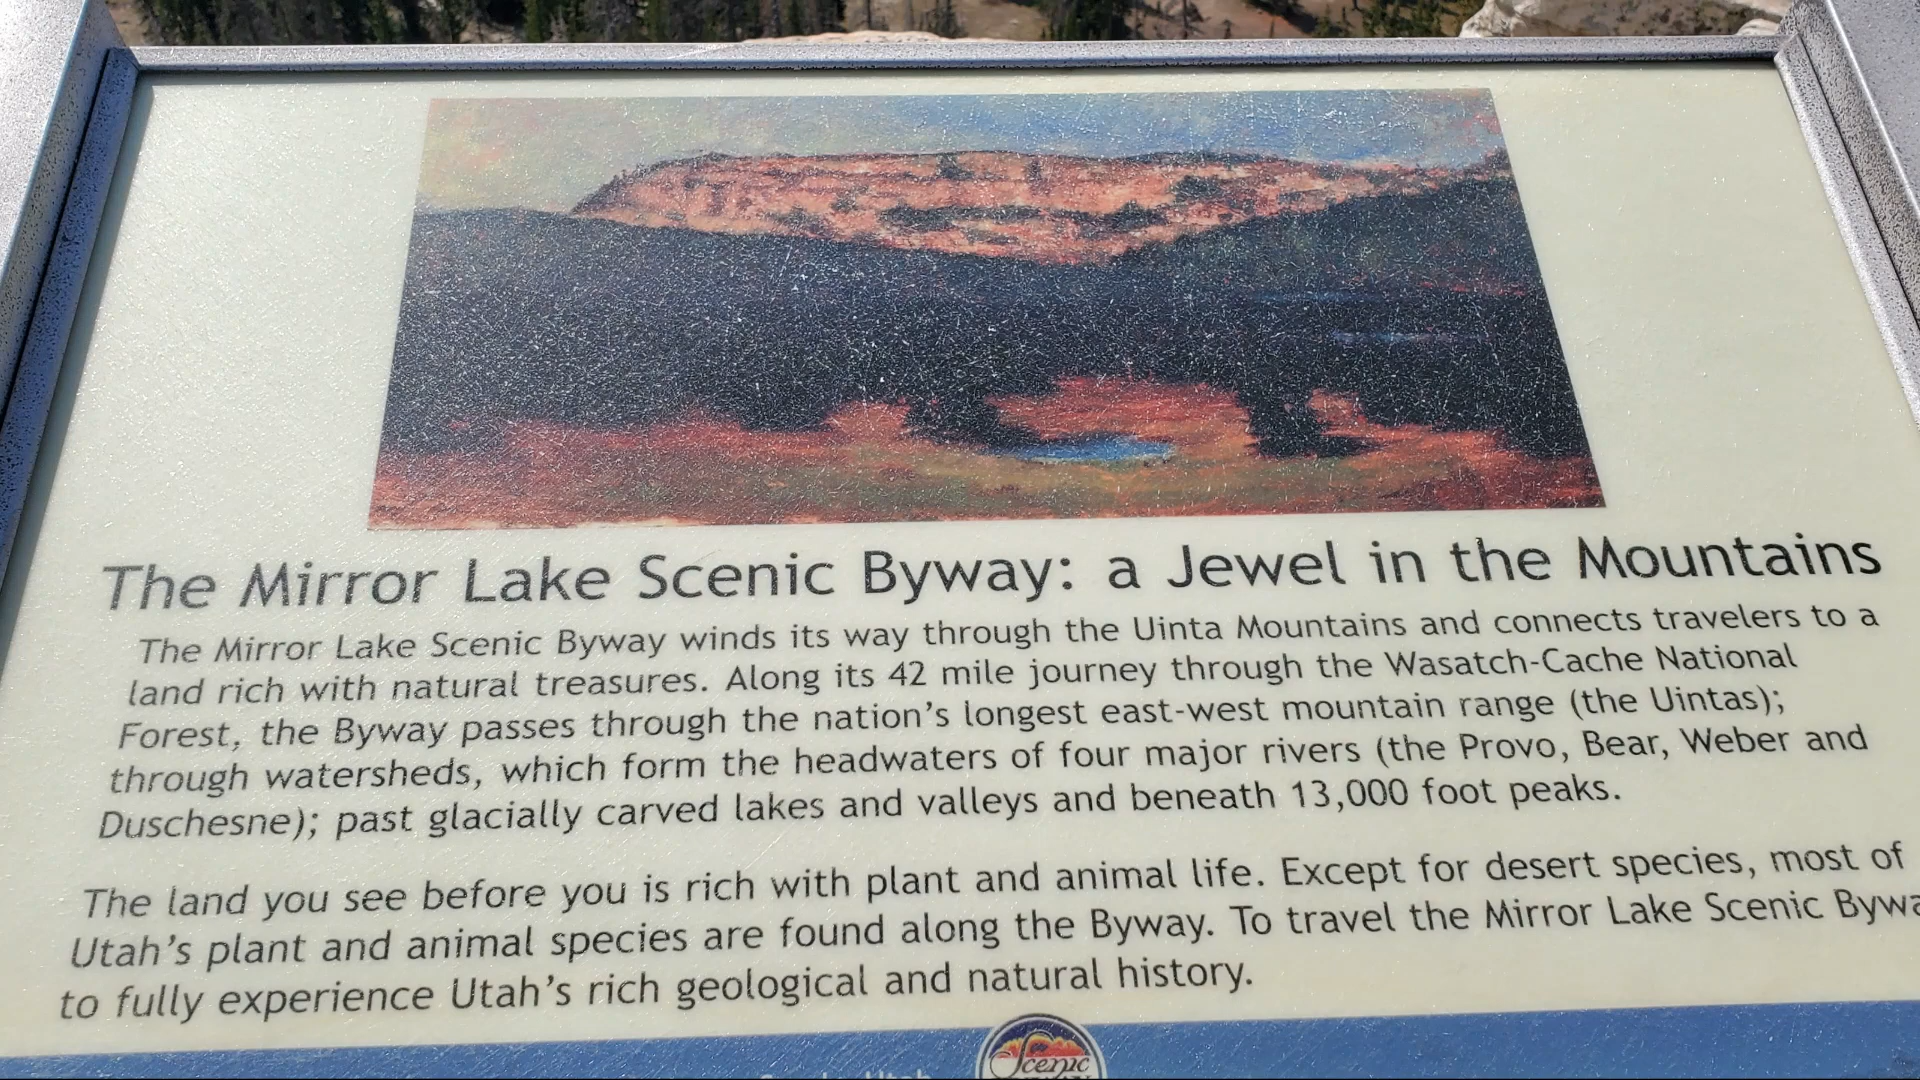 The Mirror Lake Scenic Byway: a Jewel in the Mountains
The Mirror Lake Scenic Byway winds its way through the Uinta Mountains and connects travelers to a
land rich with natural treasures. Along its 42 mile journey through the Wasatch-Cache National
Forest, the Byway passes through the nation's longest east-west mountain range (the Uintas);
through watersheds, which form the headwaters of four major rivers (the Provo, Bear, Weber and
Duschesne); past glacially carved lakes and valleys and beneath 13,000 foot peaks.
The land you see before you is rich with plant and animal life. Except for desert species, most of
Utah's plant and animal species are found along the Byway. To travel the Mirror Lake Scenic
to fully experience Utah's rich geological and natural history.
Scenic